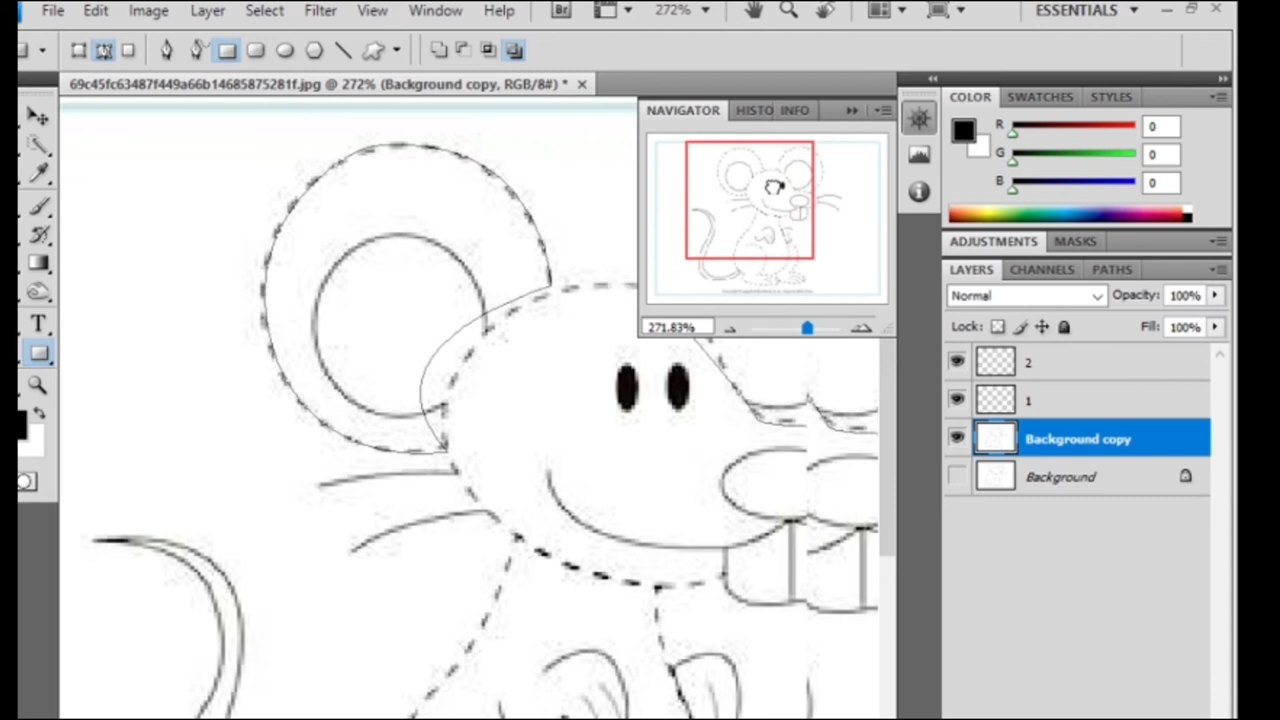 File Edit Image Layer Select Filter View Window Help Br 272% ESSENTIALS
69c45fc63487f449a66b14685875281f.jpg @ 272% (Background copy, RGB/8#) *
NAVIGATOR HISTO INFO
271.83%
COLOR SWATCHES STYLES
R 0
G 0
B 0
ADJUSTMENTS MASKS
LAYERS CHANNELS PATHS
Normal Opacity: 100%
Lock: Fill: 100%
2
1
Background copy
Background
T